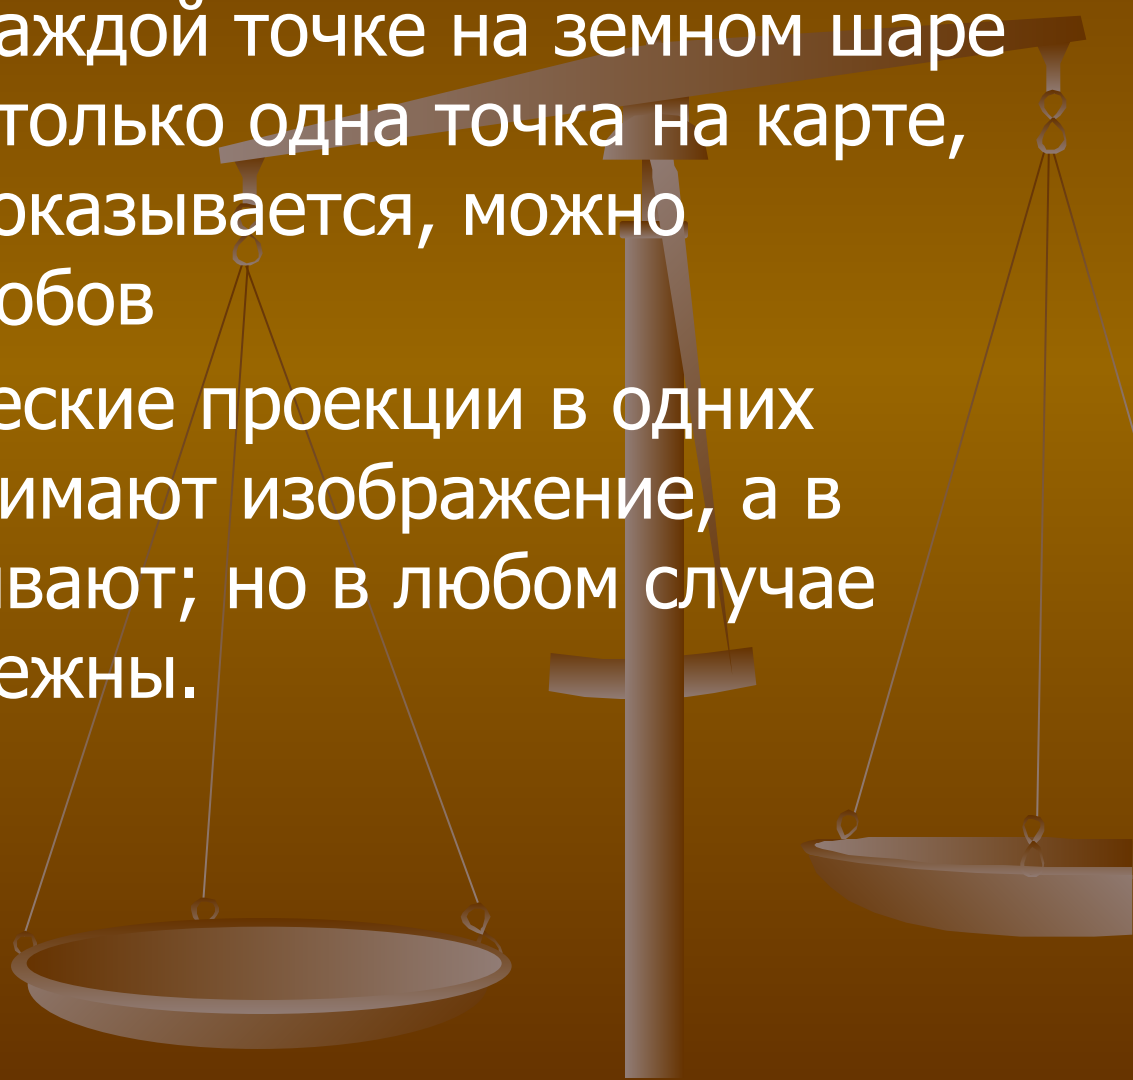 аждой точке на земном шаре
только одна точка на карте,
оказывается, можно
обов
еские проекции в одних
имают изображение, а в
вают; но в любом случае
ежны.